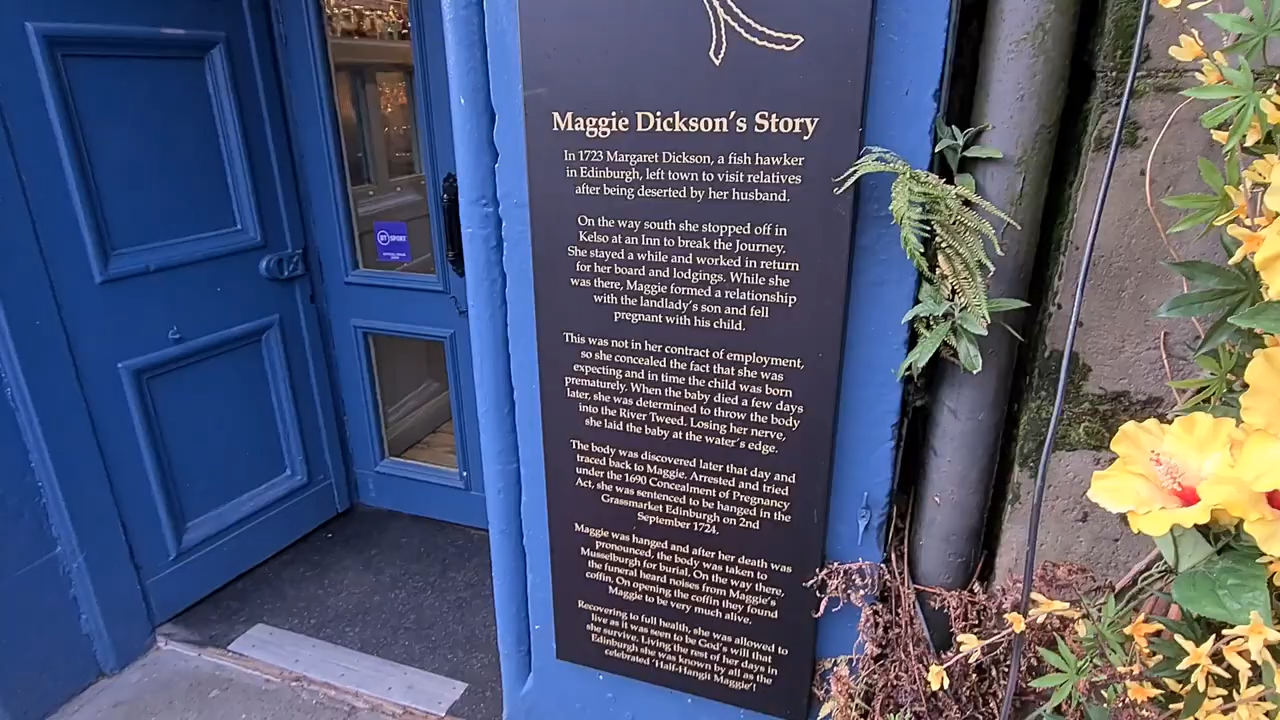 Maggie Dickson's Story
In 1723 Margaret Dickson, a fish hawker
in Edinburgh, left town to visit relatives
after being deserted by her husband.
On the way south she stopped off in
Kelso at an Inn to break the Journey.
She stayed a while and worked in return
for her board and lodgings. While she
was there, Maggie formed a relationship
with the landlady's son and fell
pregnant with his child.
This was not in her contract of employment,
so she concealed the fact that she was
expecting and in time the child was born
prematurely. When the baby died a few days
later, she was determined to throw the body
into the River Tweed. Losing her nerve,
she laid the baby at the water's edge.
The body was discovered later that day and
traced back to Maggie. Arrested and tried
under the 1690 Concealment of Pregnancy
Act, she was sentenced to be hanged in the
Grassmarket Edinburgh on 2nd
September 1724.
Maggie was hanged and after her death was
pronounced, the body was taken to
Musselburgh for burial. On the way there,
the funeral heard noises from Maggie's
coffin. On opening the coffin they found
Maggie to be very much alive.
Recovering to full health, she was allowed to
live as it was seen to be God's will that
she survive. Living the rest of her days in
Edinburgh she was known by all as the
celebrated 'Half-Hangit Maggie'!
BT SPORT